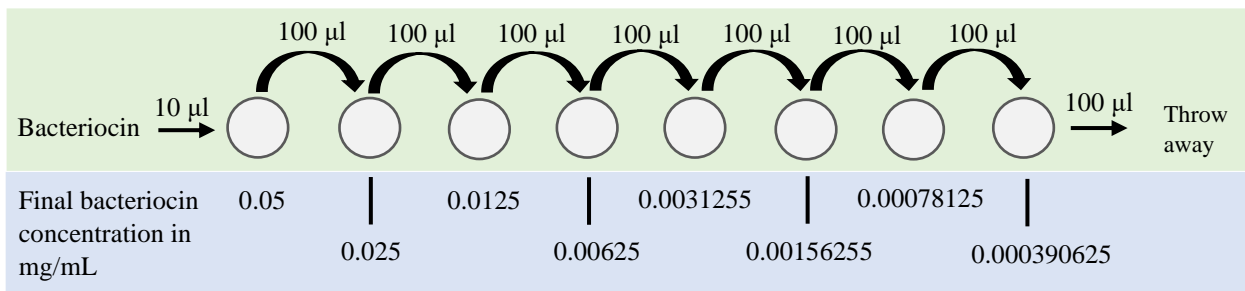 100 μl 100 μl 100 μl 100 μl 100 μl 100 μl 100 μl
Bacteriocin 10 μl 100 μl Throw
away
Final bacteriocin
concentration in
mg/mL
0.05 0.0125 0.0031255 0.00078125
0.025 0.00625 0.00156255 0.000390625